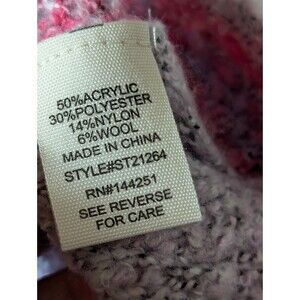 50%ACRYLIC
30%POLYESTER
14%NYLON
6%WOOL
MADE IN CHINA
STYLE#ST21264
RN#144251
SEE REVERSE
FOR CARE